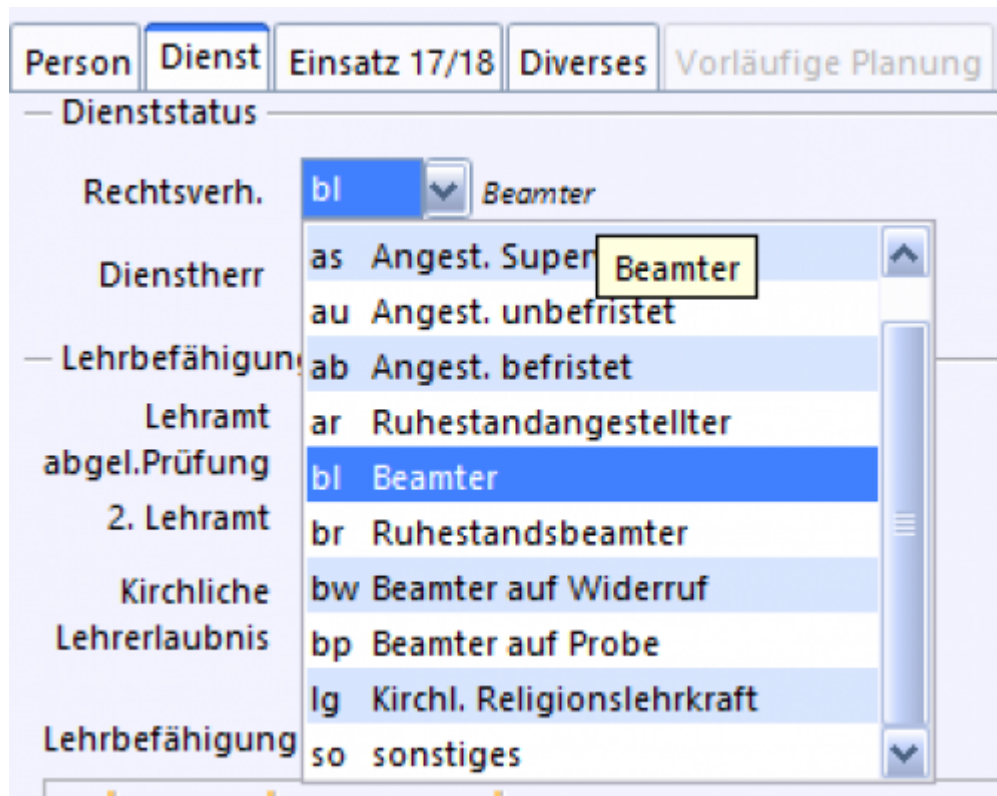 Person Dienst Einsatz 17/18 Diverses Vorläufige Planung
Dienststatus
Rechtsverh. bl Beamter
Dienstherr
as Angest. Super
Beamter
au Angest. unbefristet
Lehrbefähigung
ab Angest. befristet
Lehramt
abgel.Prüfung
ar Ruhestandangestellter
bl Beamter
2. Lehramt
br Ruhestandsbeamter
Kirchliche
Lehrerlaubnis
bw Beamter auf Widerruf
bp Beamter auf Probe
lg Kirchl. Religionslehrkraft
Lehrbefähigung
so sonstiges